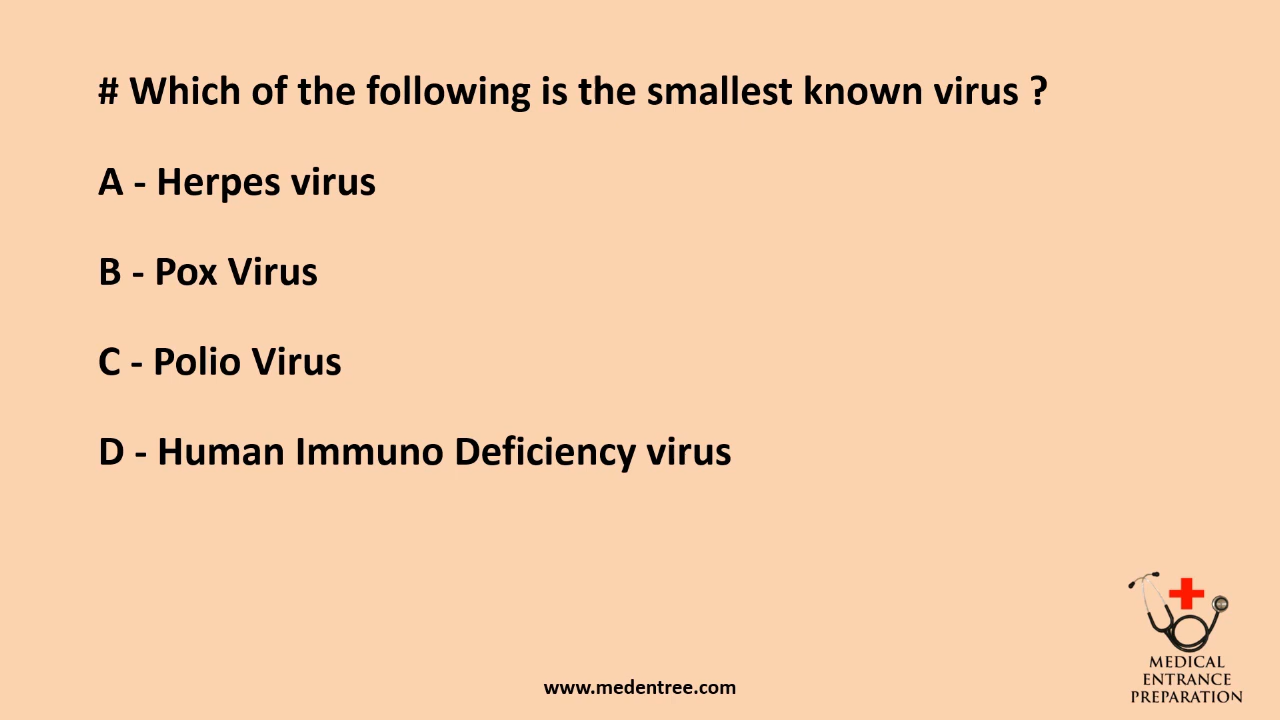 # Which of the following is the smallest known virus ?
A - Herpes virus
B - Pox Virus
C - Polio Virus
D - Human Immuno Deficiency virus
MEDICAL
ENTRANCE
PREPARATION
www.medentree.com